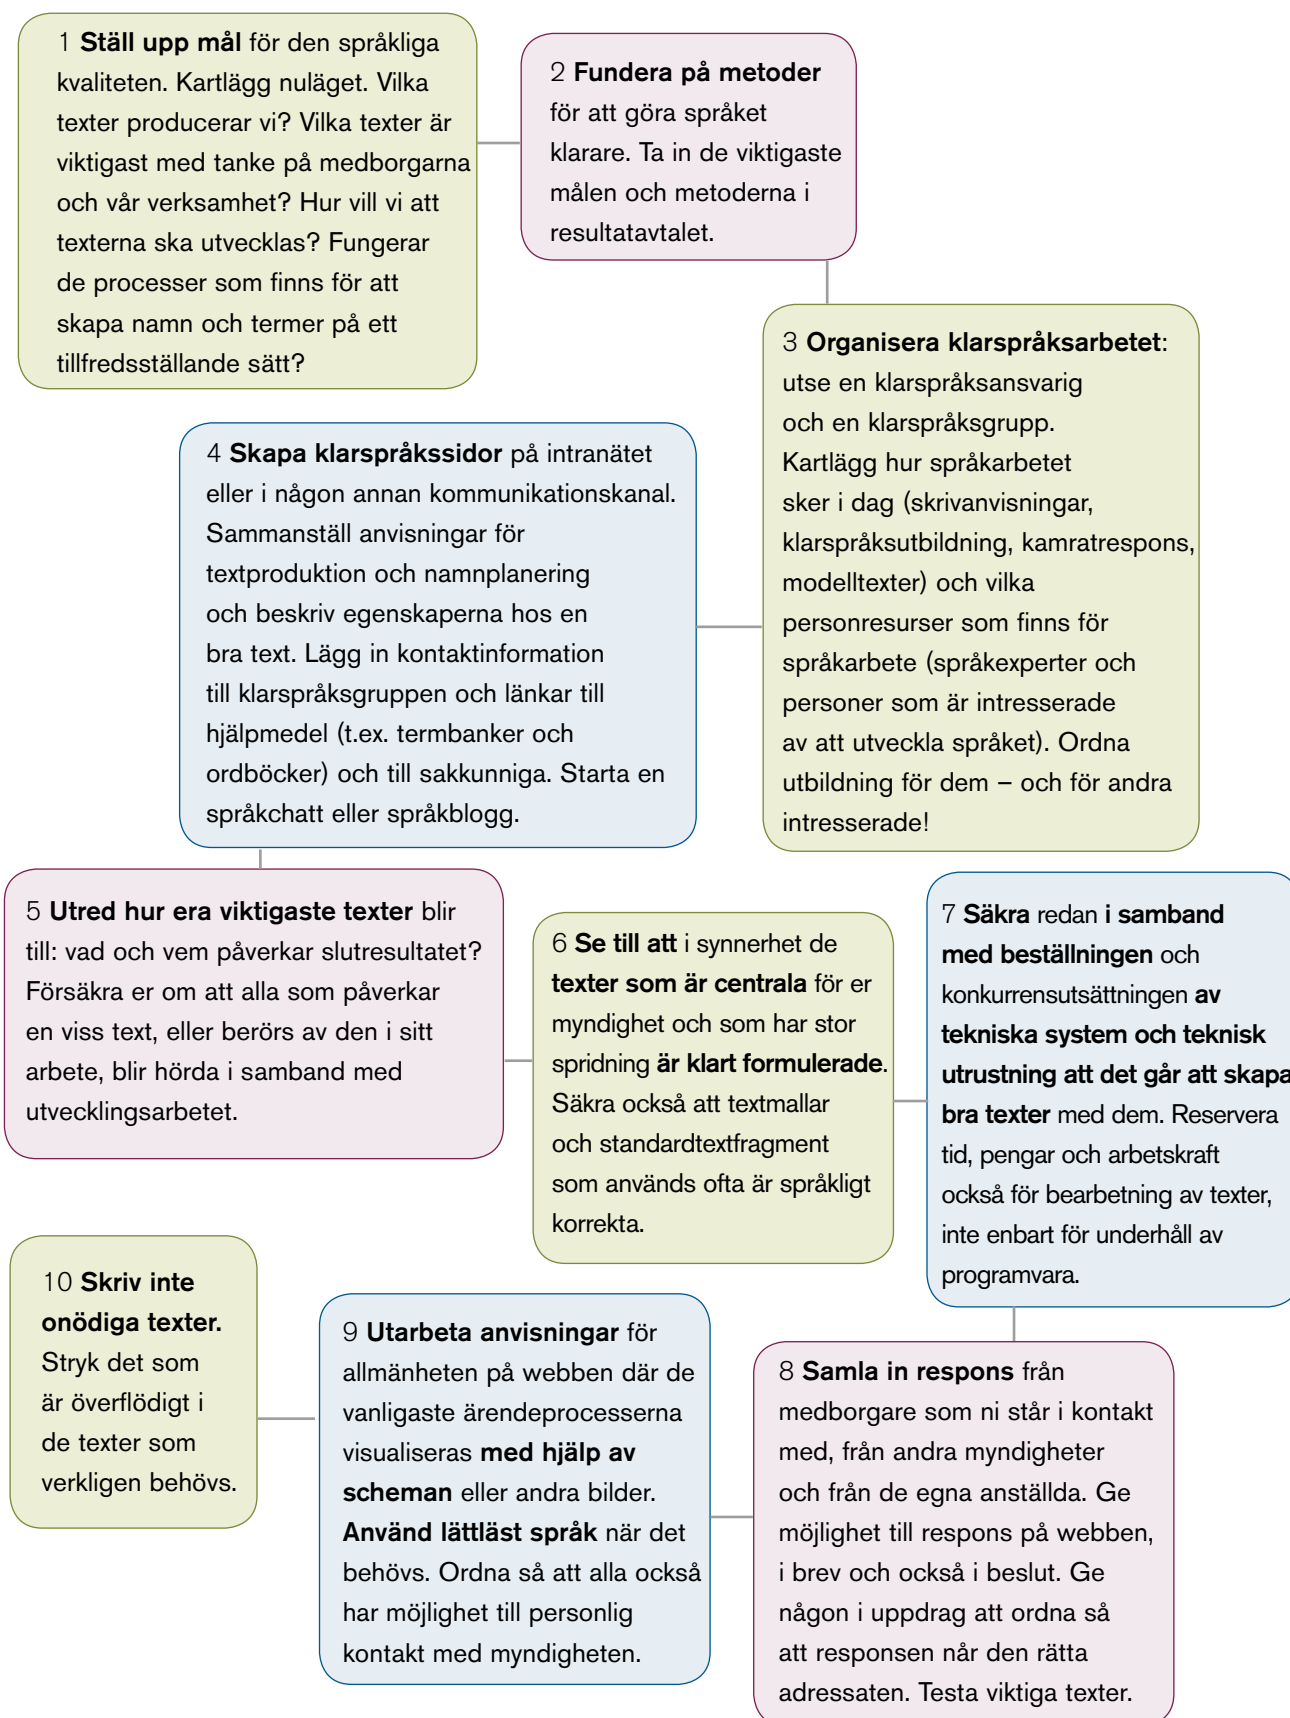 1 Ställ upp mål för den språkliga
kvaliteten. Kartlägg nuläget. Vilka
texter producerar vi? Vilka texter är
viktigast med tanke på medborgarna
och vår verksamhet? Hur vill vi att
texterna ska utvecklas? Fungerar
de processer som finns för att
skapa namn och termer på ett
tillfredsställande sätt?
2 Fundera på metoder
för att göra språket
klarare. Ta in de viktigaste
målen och metoderna i
resultatavtalet.
3 Organisera klarspråksarbetet:
utse en klarspråksansvarig
och en klarspråksgrupp.
Kartlägg hur språkarbetet
sker i dag (skrivanvisningar,
klarspråksutbildning, kamratrespons,
modelltexter) och vilka
personresurser som finns för
språkarbete (språkexperter och
personer som är intresserade
av att utveckla språket). Ordna
utbildning för dem – och för andra
intresserade!
4 Skapa klarspråkssidor på intranätet
eller i någon annan kommunikationskanal.
Sammanställ anvisningar för
textproduktion och namnplanering
och beskriv egenskaperna hos en
bra text. Lägg in kontaktinformation
till klarspråksgruppen och länkar till
hjälpmedel (t.ex. termbanker och
ordböcker) och till sakkunniga. Starta en
språkchatt eller språkblogg.
5 Utred hur era viktigaste texter blir
till: vad och vem påverkar slutresultatet?
Försäkra er om att alla som påverkar
en viss text, eller berörs av den i sitt
arbete, blir hörda i samband med
utvecklingsarbetet.
6 Se till att i synnerhet de
texter som är centrala för er
myndighet och som har stor
spridning är klart formulerade.
Säkra också att textmallar
och standardtextfragment
som används ofta är språkligt
korrekta.
7 Säkra redan i samband
med beställningen och
konkurrensutsättningen av
tekniska system och teknisk
utrustning att det går att skapa
bra texter med dem. Reservera
tid, pengar och arbetskraft
också för bearbetning av texter,
inte enbart för underhåll av
programvara.
8 Samla in respons från
medborgare som ni står i kontakt
med, från andra myndigheter
och från de egna anställda. Ge
möjlighet till respons på webben,
i brev och också i beslut. Ge
någon i uppdrag att ordna så
att responsen når den rätta
adressaten. Testa viktiga texter.
9 Utarbeta anvisningar för
allmänheten på webben där de
vanligaste ärendeprocesserna
visualiseras med hjälp av
scheman eller andra bilder.
Använd lättläst språk när det
behövs. Ordna så att alla också
har möjlighet till personlig
kontakt med myndigheten.
10 Skriv inte
onödiga texter.
Stryk det som
är överflödigt i
de texter som
verkligen behövs.